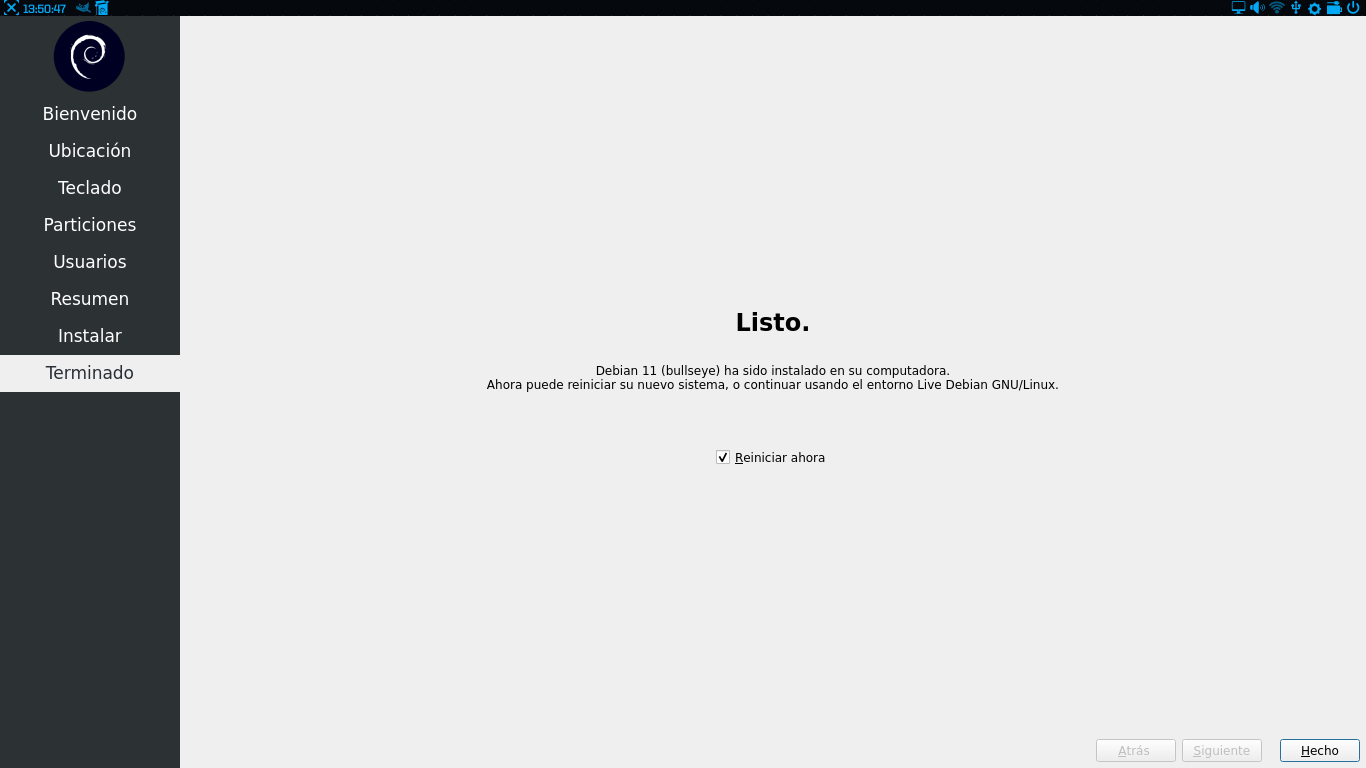 13:50:47
Bienvenido
Ubicación
Teclado
Particiones
Usuarios
Resumen
Instalar
Terminado
Listo.
Debian 11 (bullseye) ha sido instalado en su computadora.
Ahora puede reiniciar su nuevo sistema, o continuar usando el entorno Live Debian GNU/Linux.
Reiniciar ahora
Atrás Siguiente Hecho